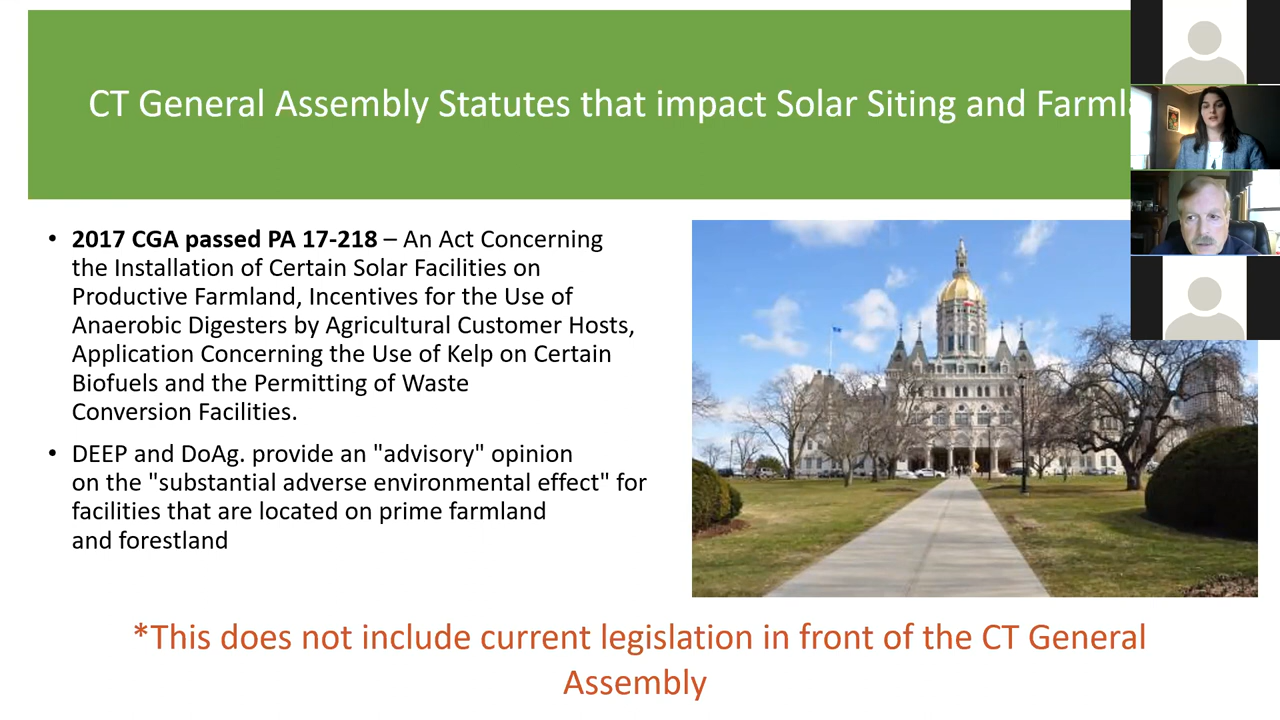 CT General Assembly Statutes that impact Solar Siting and
• 2017 CGA passed PA 17-218 – An Act Concerning
the Installation of Certain Solar Facilities on
Productive Farmland, Incentives for the Use of
Anaerobic Digesters by Agricultural Customer Hosts,
Application Concerning the Use of Kelp on Certain
Biofuels and the Permitting of Waste
Conversion Facilities.
• DEEP and DoAg. provide an "advisory" opinion
on the "substantial adverse environmental effect" for
facilities that are located on prime farmland
and forestland
*This does not include current legislation in front of the CT General
Assembly